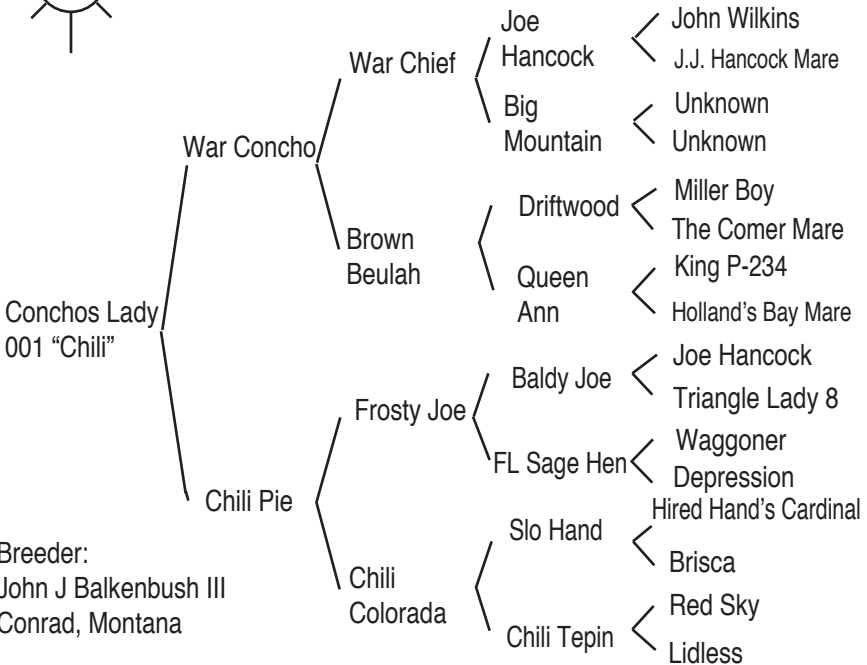 Joe
Hancock
John Wilkins
J.J. Hancock Mare
War Chief
Big
Mountain
Unknown
Unknown
War Concho
Driftwood
Miller Boy
The Comer Mare
Brown
Beulah
Queen
Ann
King P-234
Holland’s Bay Mare
Conchos Lady
001 “Chili”
Baldy Joe
Joe Hancock
Triangle Lady 8
Frosty Joe
FL Sage Hen
Waggoner
Depression
Chili Pie
Slo Hand
Hired Hand’s Cardinal
Brisca
Chili
Colorada
Chili Tepin
Red Sky
Lidless
Breeder:
John J Balkenbush III
Conrad, Montana